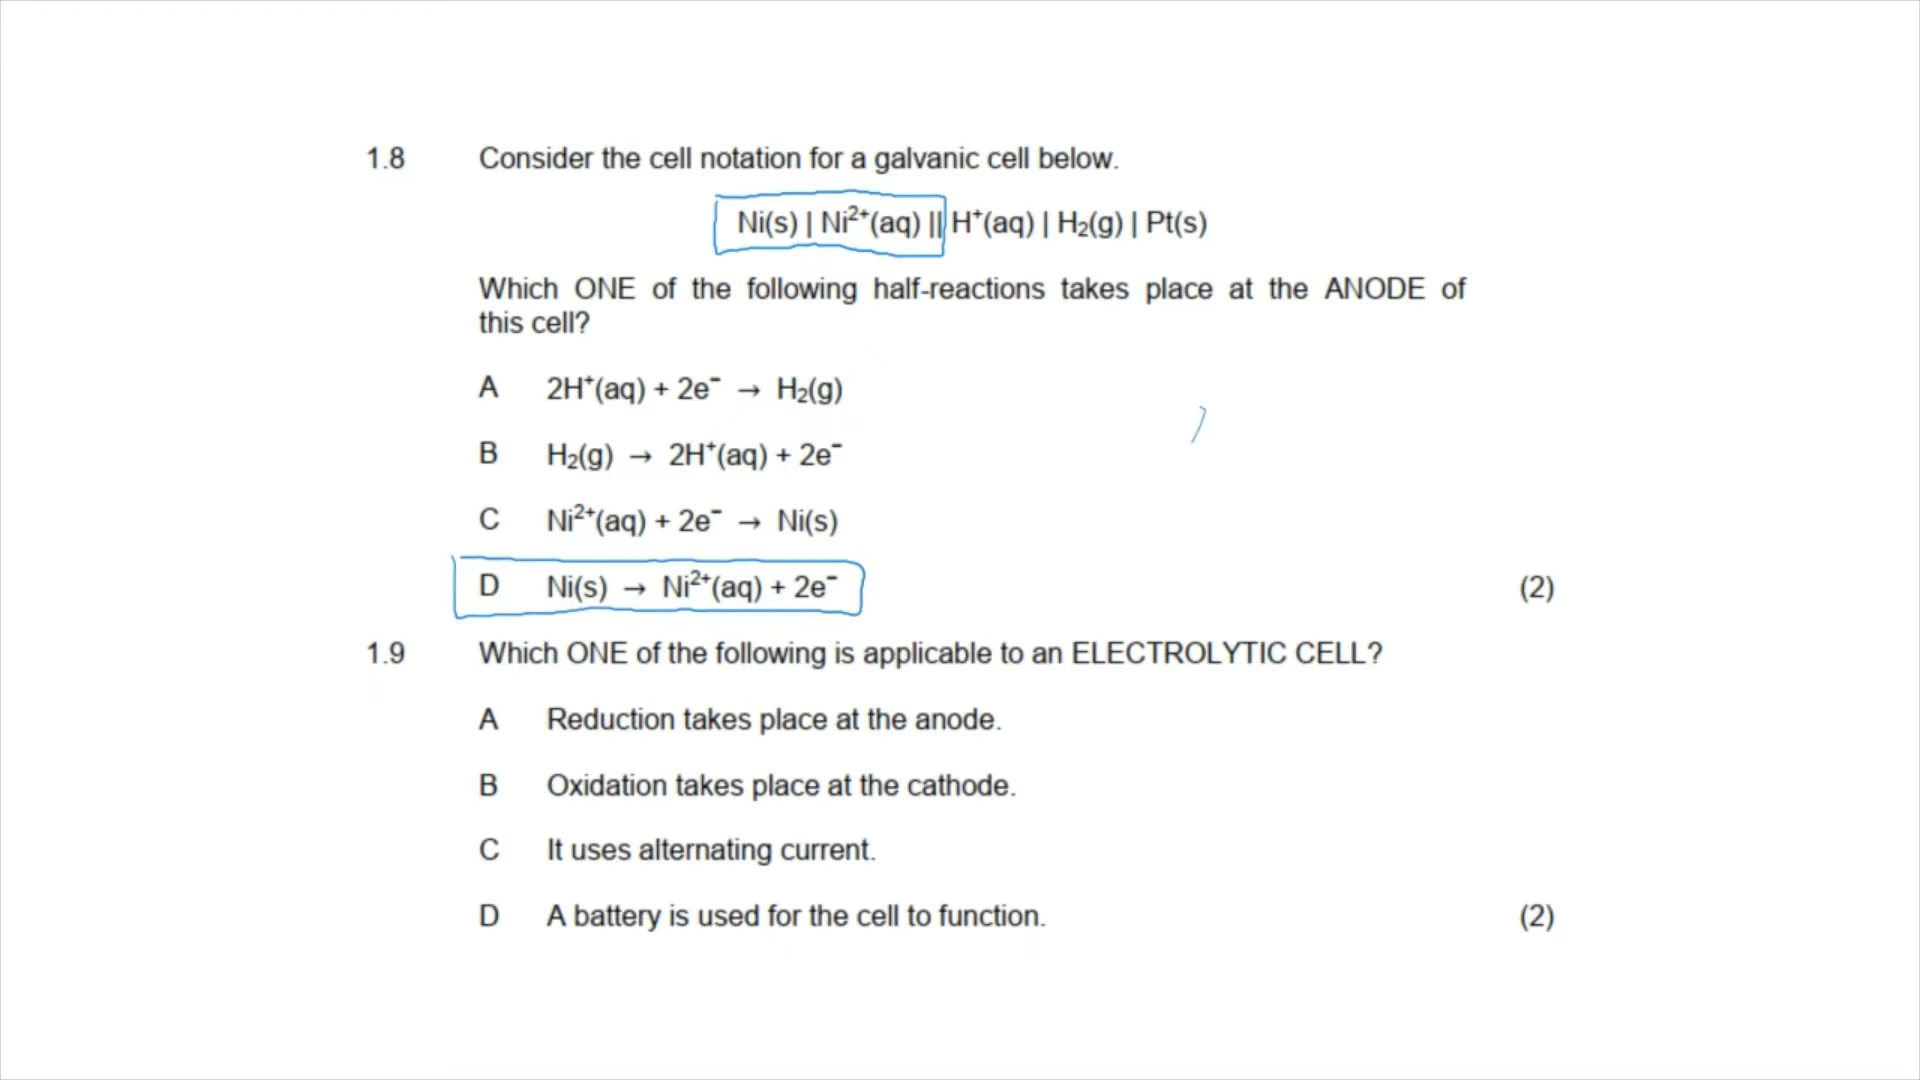 1.8 Consider the cell notation for a galvanic cell below.
Ni(s) | Ni²⁺(aq) || H⁺(aq) | H₂(g) | Pt(s)
Which ONE of the following half-reactions takes place at the ANODE of
this cell?
A 2H⁺(aq) + 2e⁻ → H₂(g)
B H₂(g) → 2H⁺(aq) + 2e⁻
C Ni²⁺(aq) + 2e⁻ → Ni(s)
D Ni(s) → Ni²⁺(aq) + 2e⁻ (2)
1.9 Which ONE of the following is applicable to an ELECTROLYTIC CELL?
A Reduction takes place at the anode.
B Oxidation takes place at the cathode.
C It uses alternating current.
D A battery is used for the cell to function. (2)